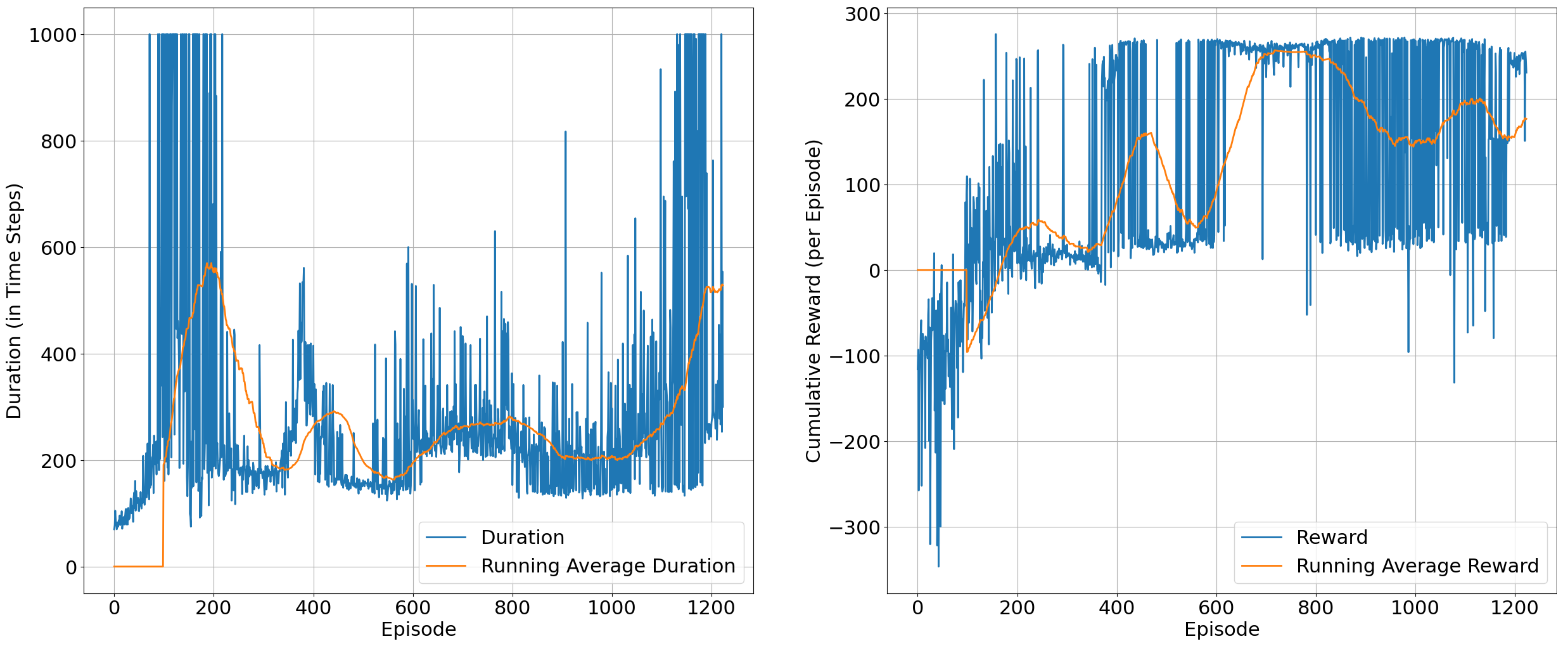 Duration (in Time Steps)
1000
800
600
400
200
0
0 200 400 600 800 1000 1200
Episode
Duration
Running Average Duration
Cumulative Reward (per Episode)
300
200
100
0
−100
−200
−300
0 200 400 600 800 1000 1200
Episode
Reward
Running Average Reward